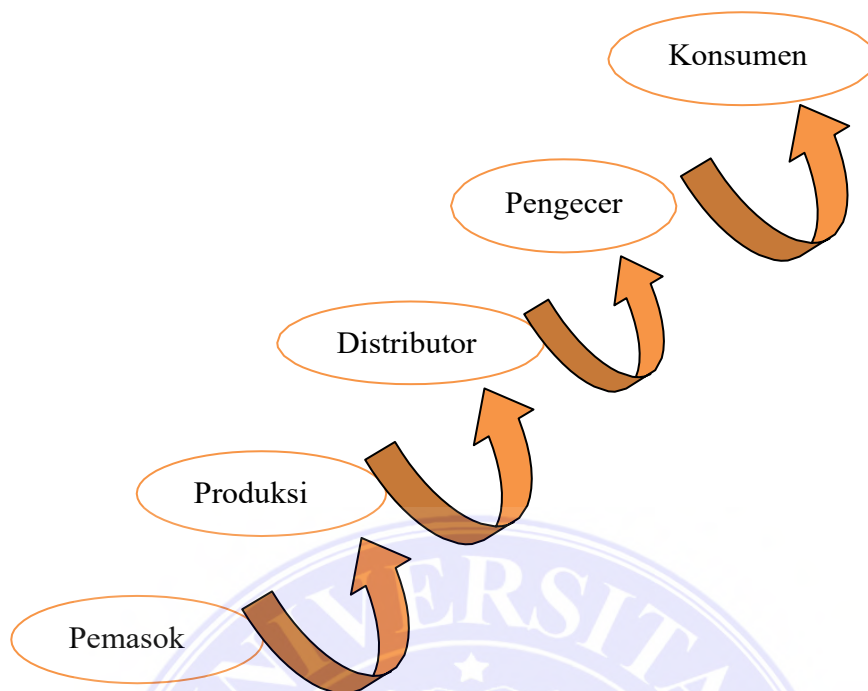 Konsumen
Pengecer
Distributor
Produksi
Pemasok